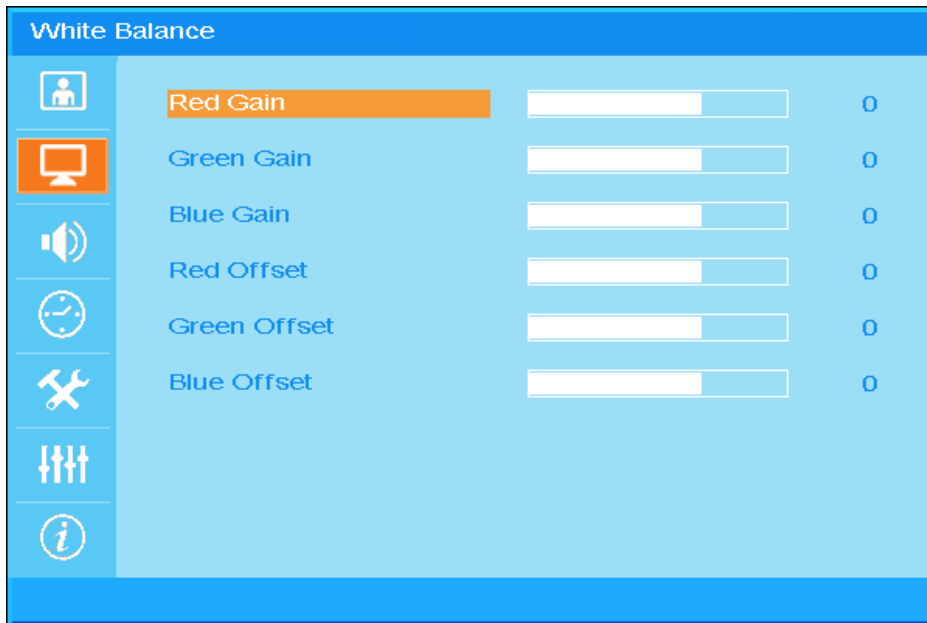 White Balance
Red Gain 0
Green Gain 0
Blue Gain 0
Red Offset 0
Green Offset 0
Blue Offset 0
i